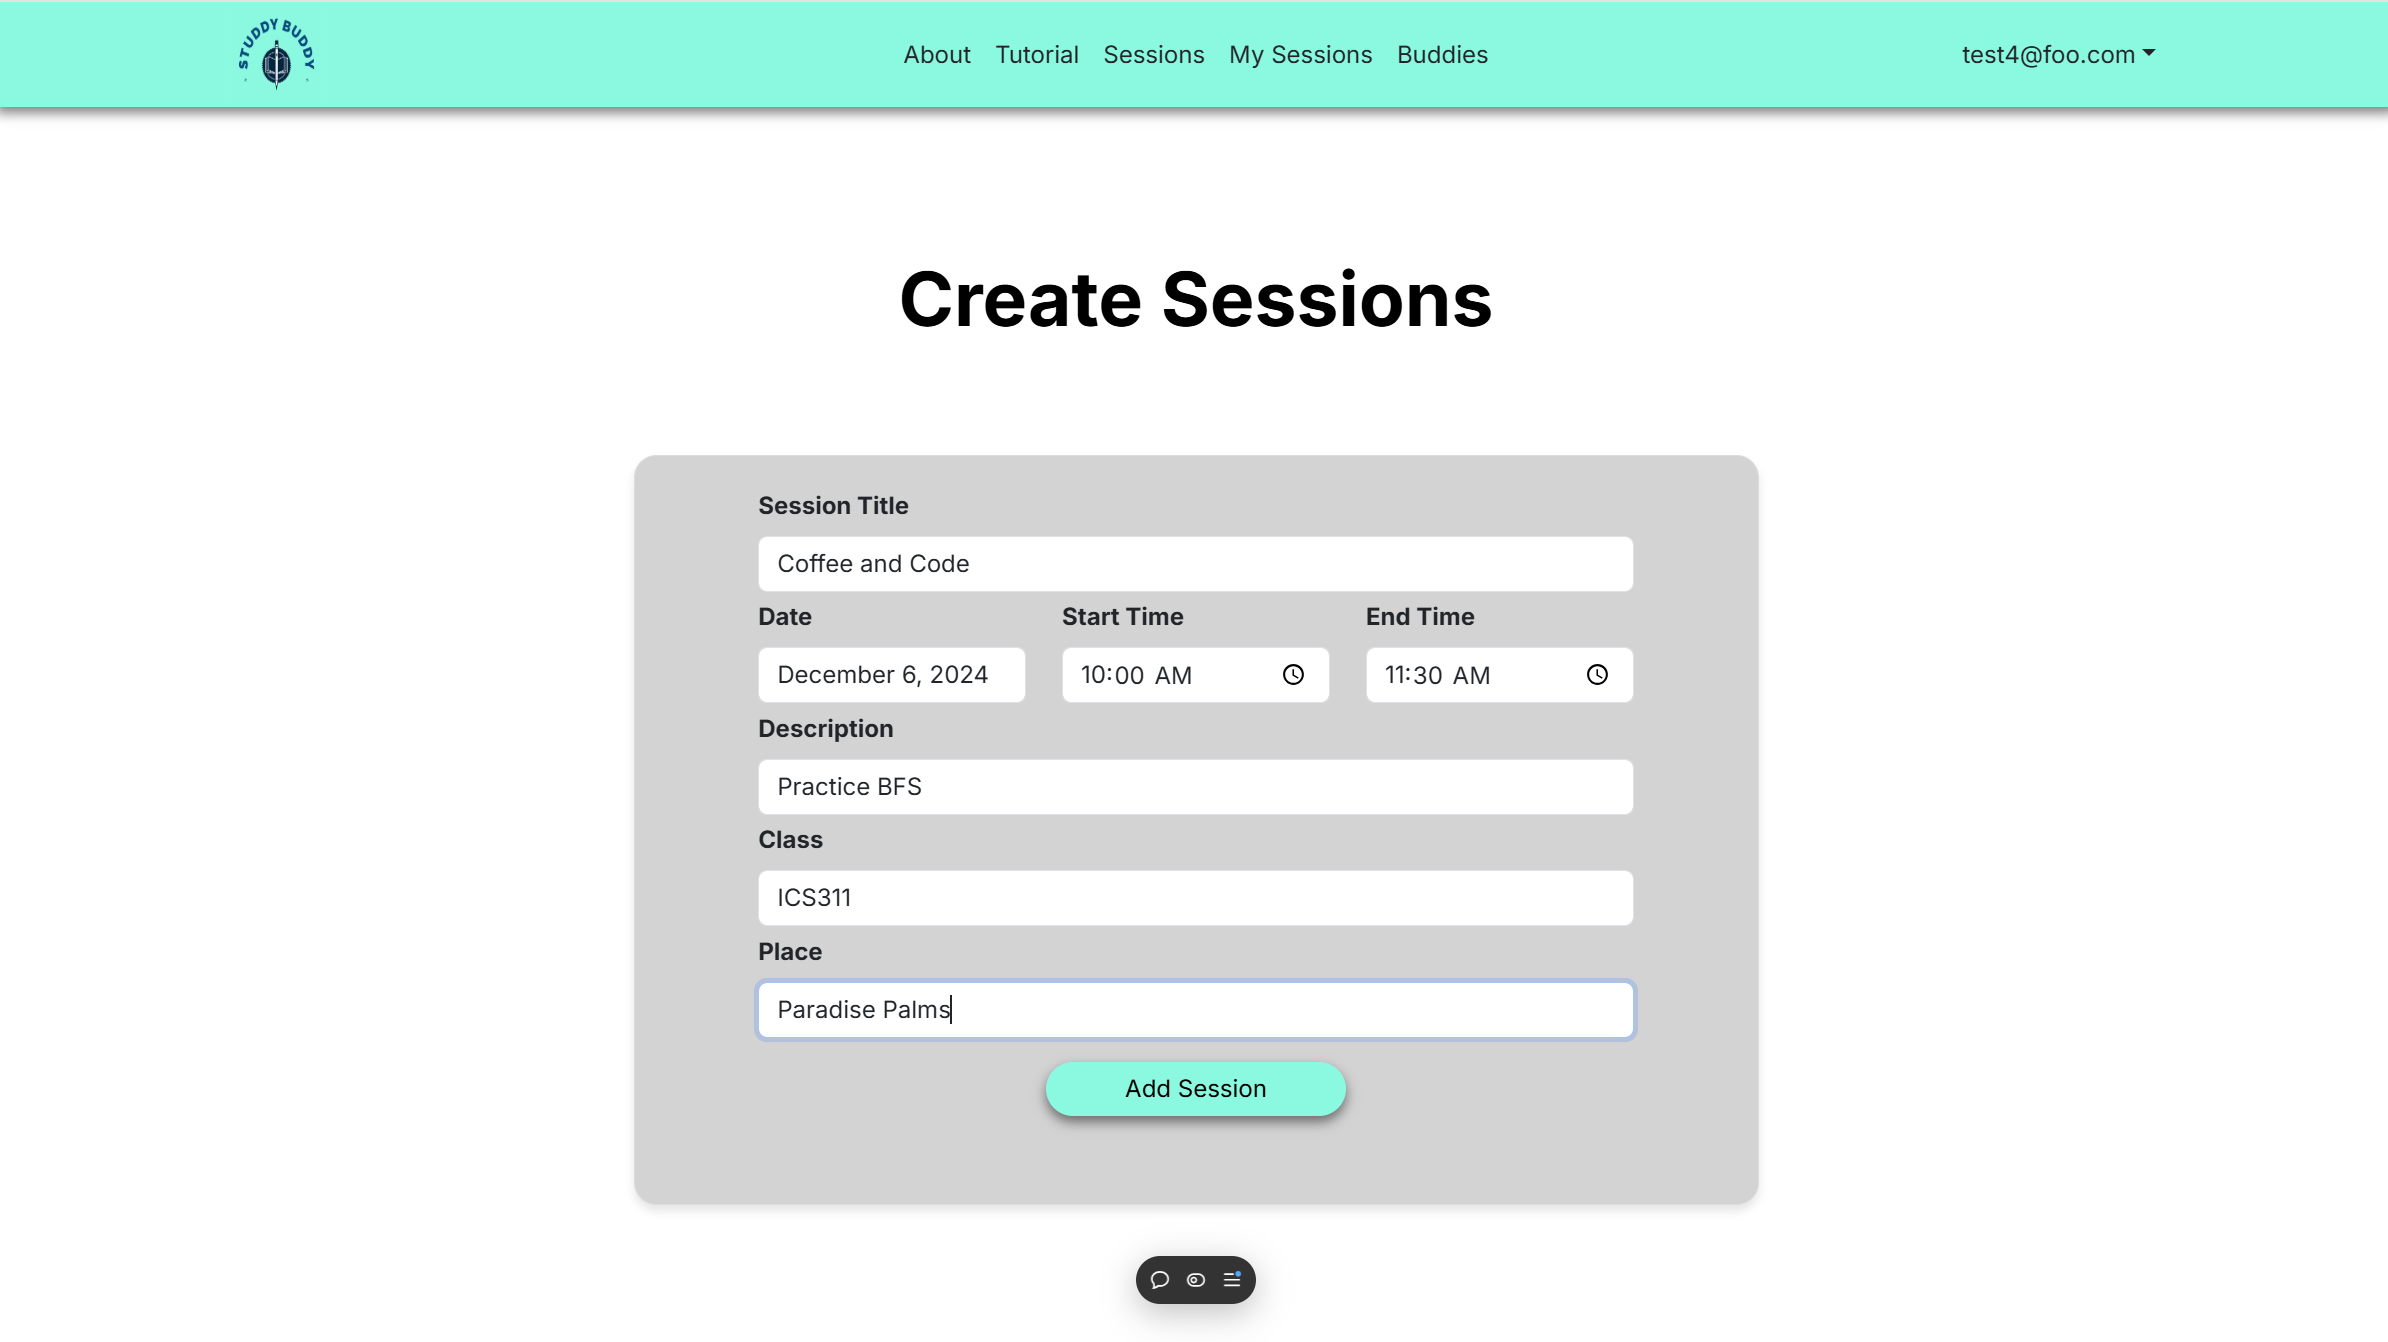 STUDDY BUDDY
About Tutorial Sessions My Sessions Buddies
test4@foo.com
Create Sessions
Session Title
Coffee and Code
Date Start Time End Time
December 6, 2024 10:00 AM 11:30 AM
Description
Practice BFS
Class
ICS311
Place
Paradise Palms
Add Session